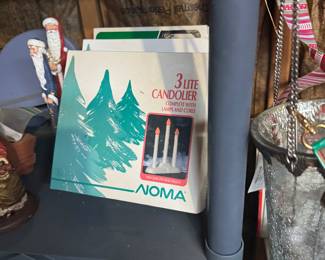 3 LITE
CANDOLIER
COMPLETE WITH
LAMPS AND CORD
NOMA